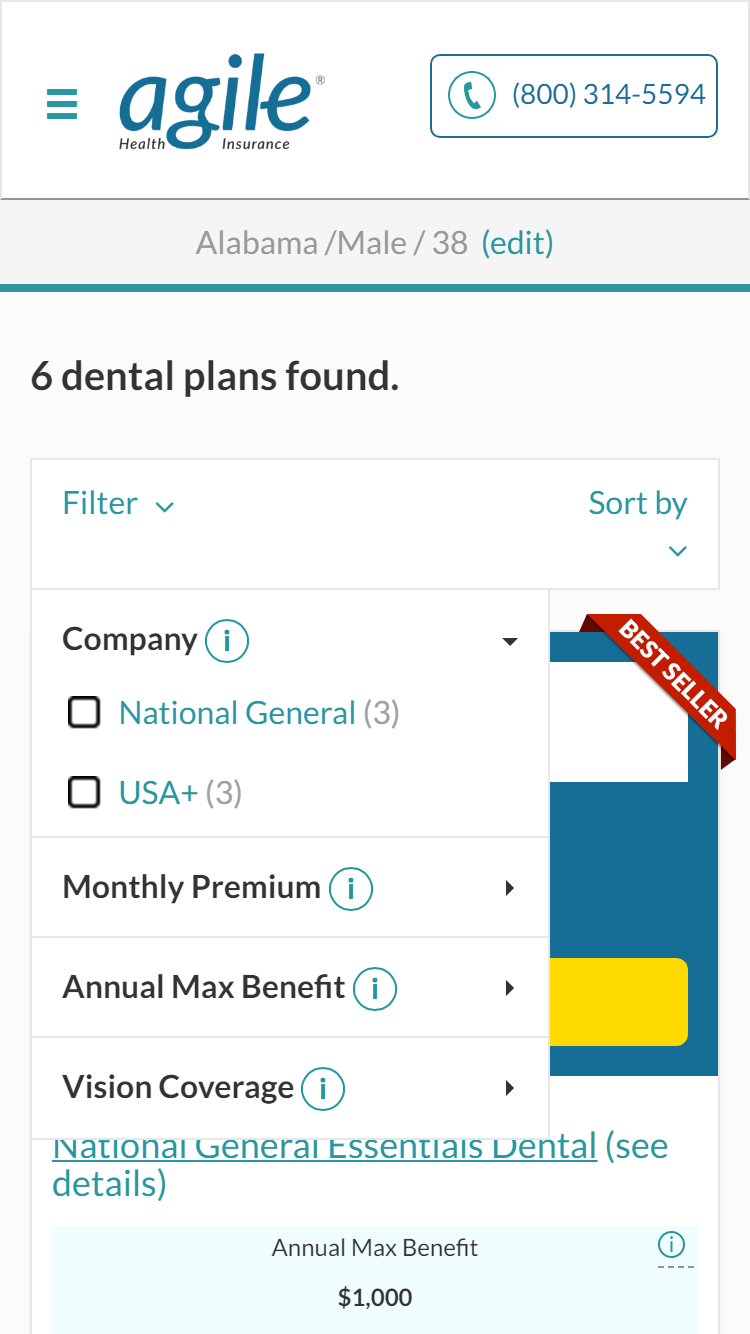 agile®
Health Insurance
(800) 314-5594
Alabama /Male / 38 (edit)
6 dental plans found.
Filter
Sort by
Company i
National General (3)
USA+ (3)
BEST SELLER
Monthly Premium i
Annual Max Benefit i
Vision Coverage i
National General Essentials Dental (see
details)
Annual Max Benefit i
$1,000